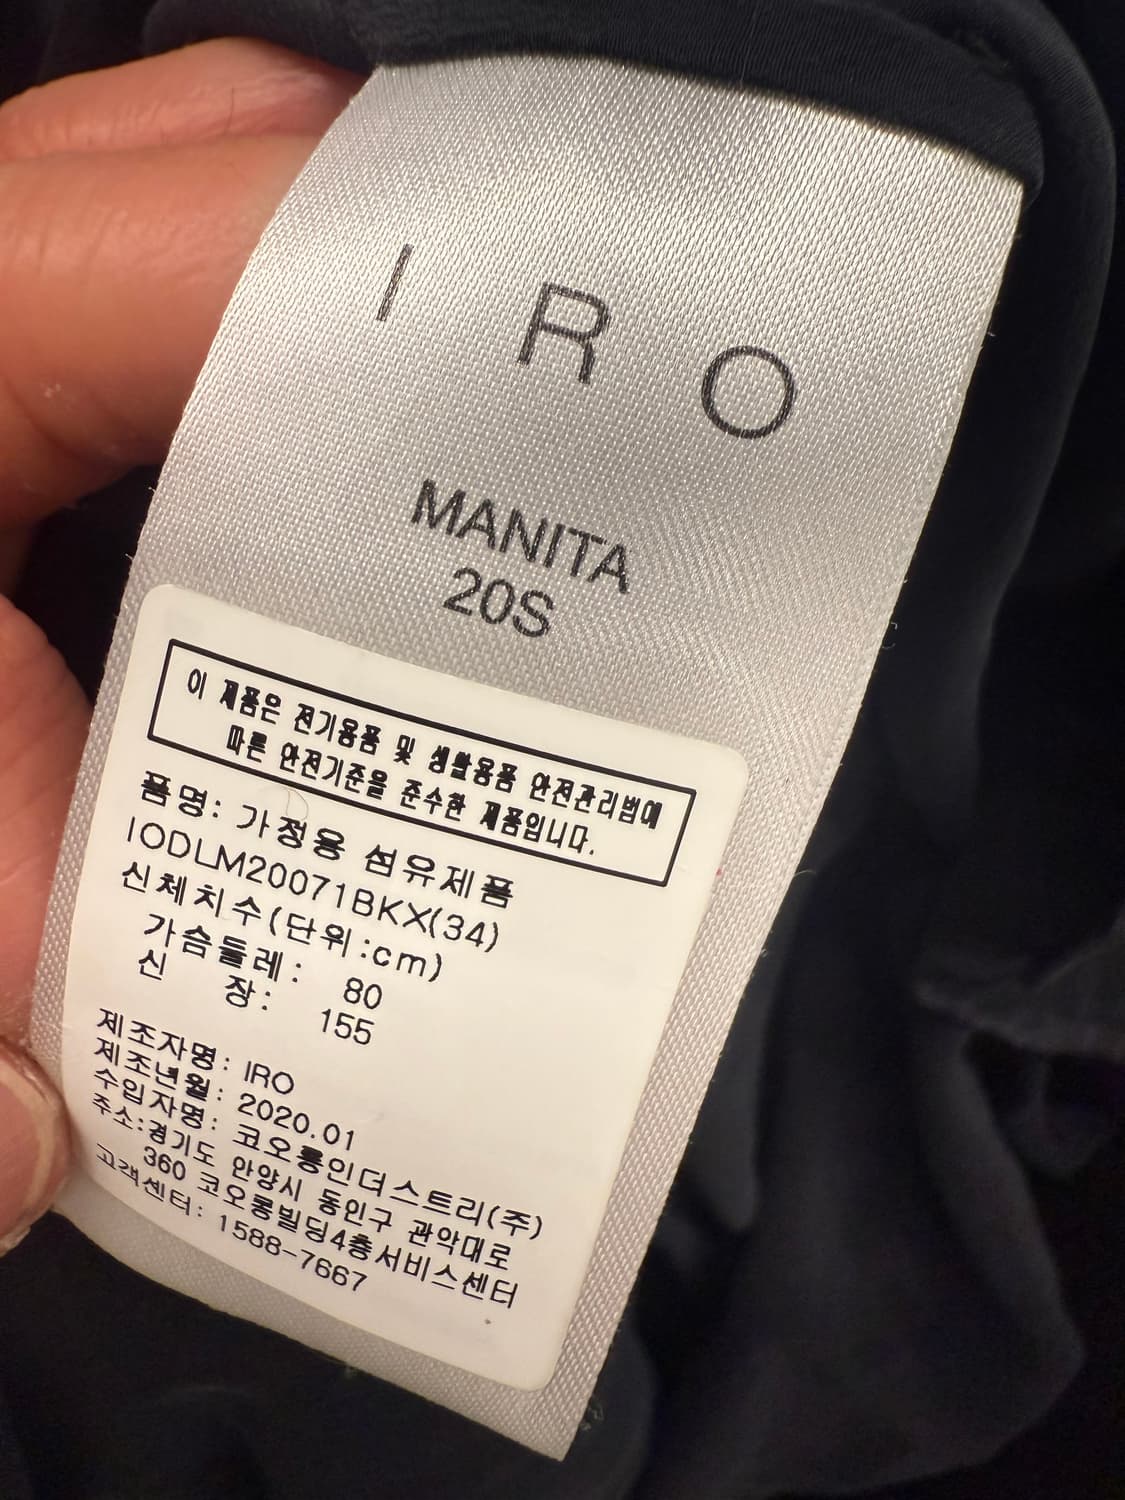 I R O
MANITA
20S
이 제품은 전기용품 및 생활용품 안전관리법에
따른 안전기준을 준수한 제품입니다.
품명: 가정용 섬유제품
IODLM20071BKX(34)
신체치수(단위:cm)
가슴둘레: 80
신 장: 155
제조자명: IRO
제조년월: 2020.01
수입자명: 코오롱인더스트리(주)
주소:경기도 안양시 동안구 관악대로
360 코오롱빌딩4층서비스센터
고객센터: 1588-7667